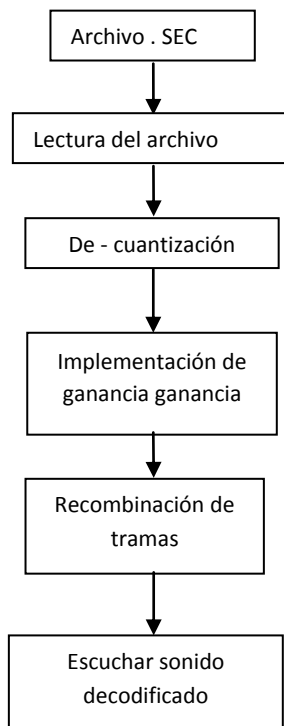 Archivo . SEC
Lectura del archivo
De - cuantización
Implementación de
ganancia ganancia
Recombinación de
tramas
Escuchar sonido
decodificado